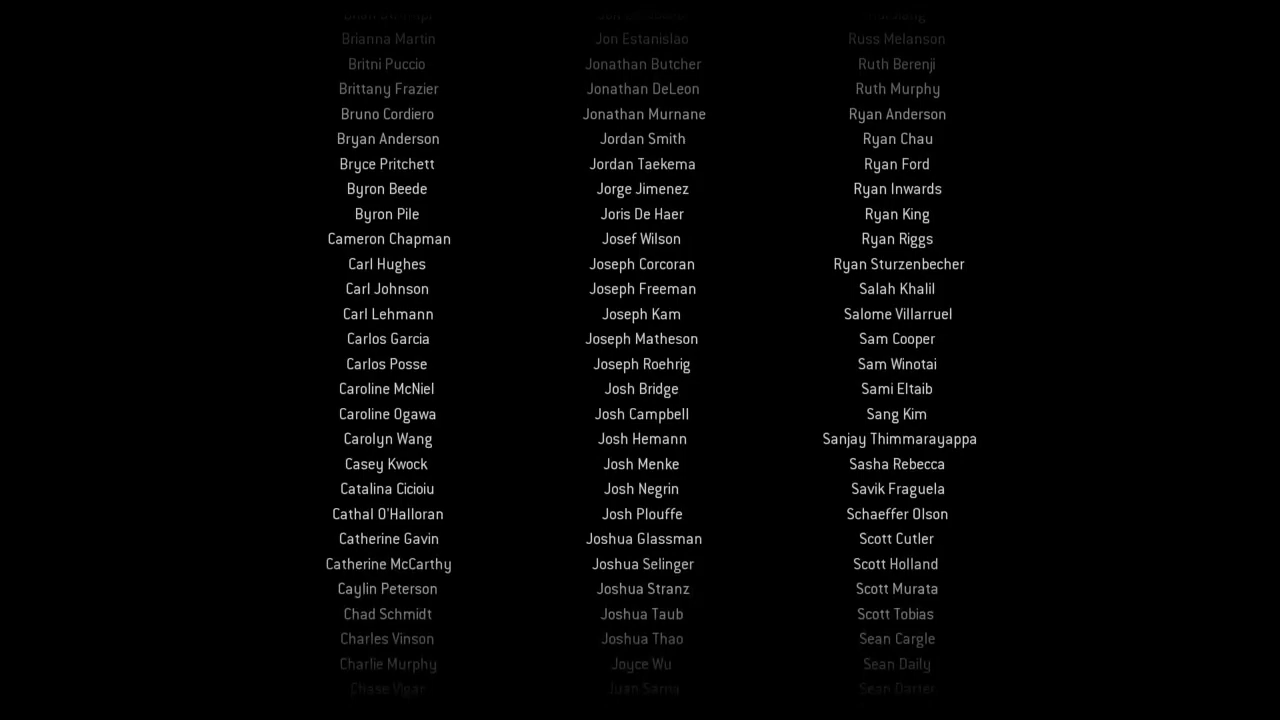 Brianna Martin
Britni Puccio
Brittany Frazier
Bruno Cordiero
Bryan Anderson
Bryce Pritchett
Byron Beede
Byron Pile
Cameron Chapman
Carl Hughes
Carl Johnson
Carl Lehmann
Carlos Garcia
Carlos Posse
Caroline McNiel
Caroline Ogawa
Carolyn Wang
Casey Kwock
Catalina Cicioiu
Cathal O'Halloran
Catherine Gavin
Catherine McCarthy
Caylin Peterson
Chad Schmidt
Charles Vinson
Charlie Murphy
Chase Vigar
Jon Estanislao
Jonathan Butcher
Jonathan DeLeon
Jonathan Murnane
Jordan Smith
Jordan Taekema
Jorge Jimenez
Joris De Haer
Josef Wilson
Joseph Corcoran
Joseph Freeman
Joseph Kam
Joseph Matheson
Joseph Roehrig
Josh Bridge
Josh Campbell
Josh Hemann
Josh Menke
Josh Negrin
Josh Plouffe
Joshua Glassman
Joshua Selinger
Joshua Stranz
Joshua Taub
Joshua Thao
Joyce Wu
Juan Sarria
Russ Melanson
Ruth Berenji
Ruth Murphy
Ryan Anderson
Ryan Chau
Ryan Ford
Ryan Inwards
Ryan King
Ryan Riggs
Ryan Sturzenbecher
Salah Khalil
Salome Villarruel
Sam Cooper
Sam Winotai
Sami Eltaib
Sang Kim
Sanjay Thimmarayappa
Sasha Rebecca
Savik Fraguela
Schaeffer Olson
Scott Cutler
Scott Holland
Scott Murata
Scott Tobias
Sean Cargle
Sean Daily
Sean Darter